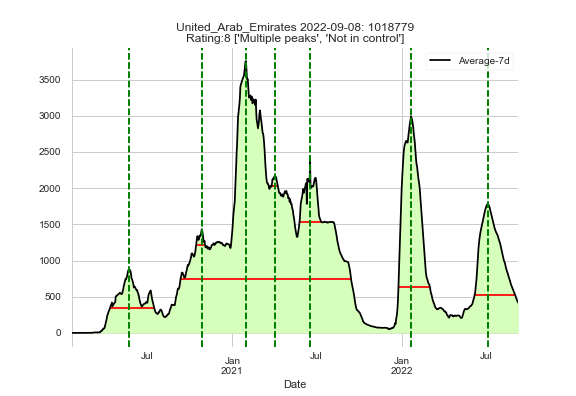 United_Arab_Emirates 2022-09-08: 1018779
Rating:8 ['Multiple peaks', 'Not in control']
Average-7d
3500
3000
2500
2000
1500
1000
500
0
Jul
Jan
2021
Jul
Jan
2022
Jul
Date